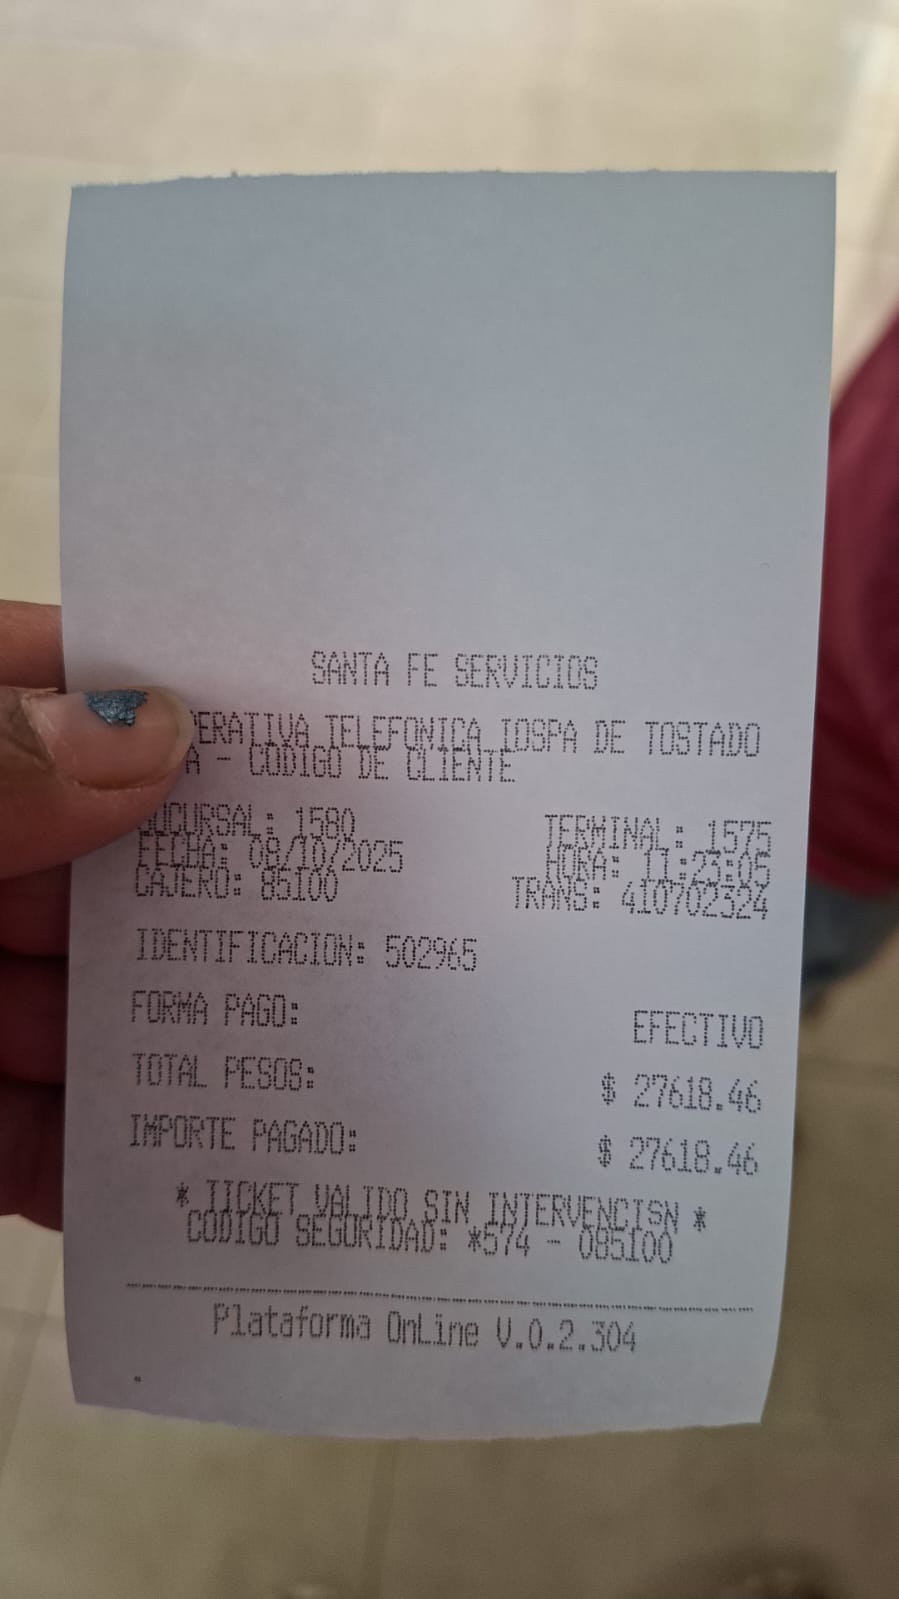 SANTA FE SERVICIOS
PERATIVA TELEFONICA IOSPA DE TOSTADO
A - CODIGO DE CLIENTE
SUCURSAL: 1580 TERMINAL: 1575
FECHA: 08/10/2025 HORA: 11:23:05
CAJERO: 85100 TRANS: 410702324
IDENTIFICACION: 502965
FORMA PAGO: EFECTIVO
TOTAL PESOS: $ 27618.46
IMPORTE PAGADO: $ 27618.46
* TICKET VALIDO SIN INTERVENCISN *
CODIGO SEGURIDAD: *574 - 085100
Plataforma OnLine V.0.2.304